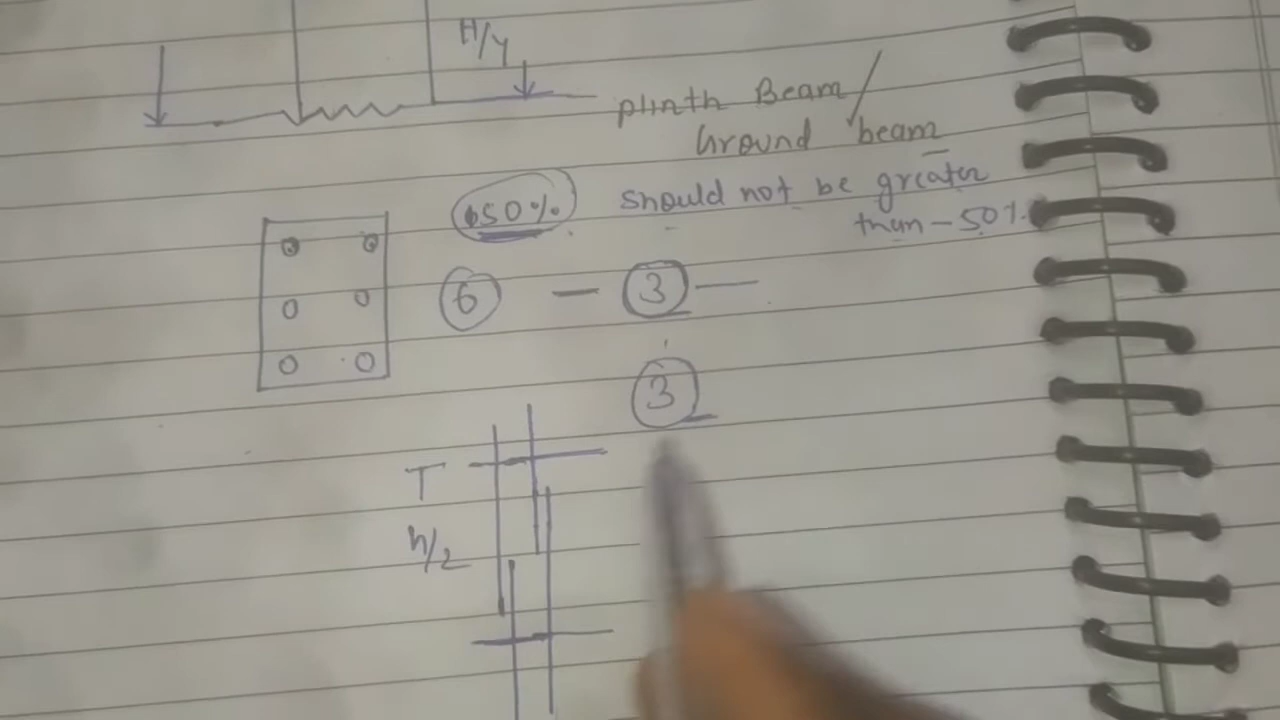 H/4
plinth Beam/
Ground beam
50% should not be greater
than - 50%.
6 - 3 -
3
T
h/2